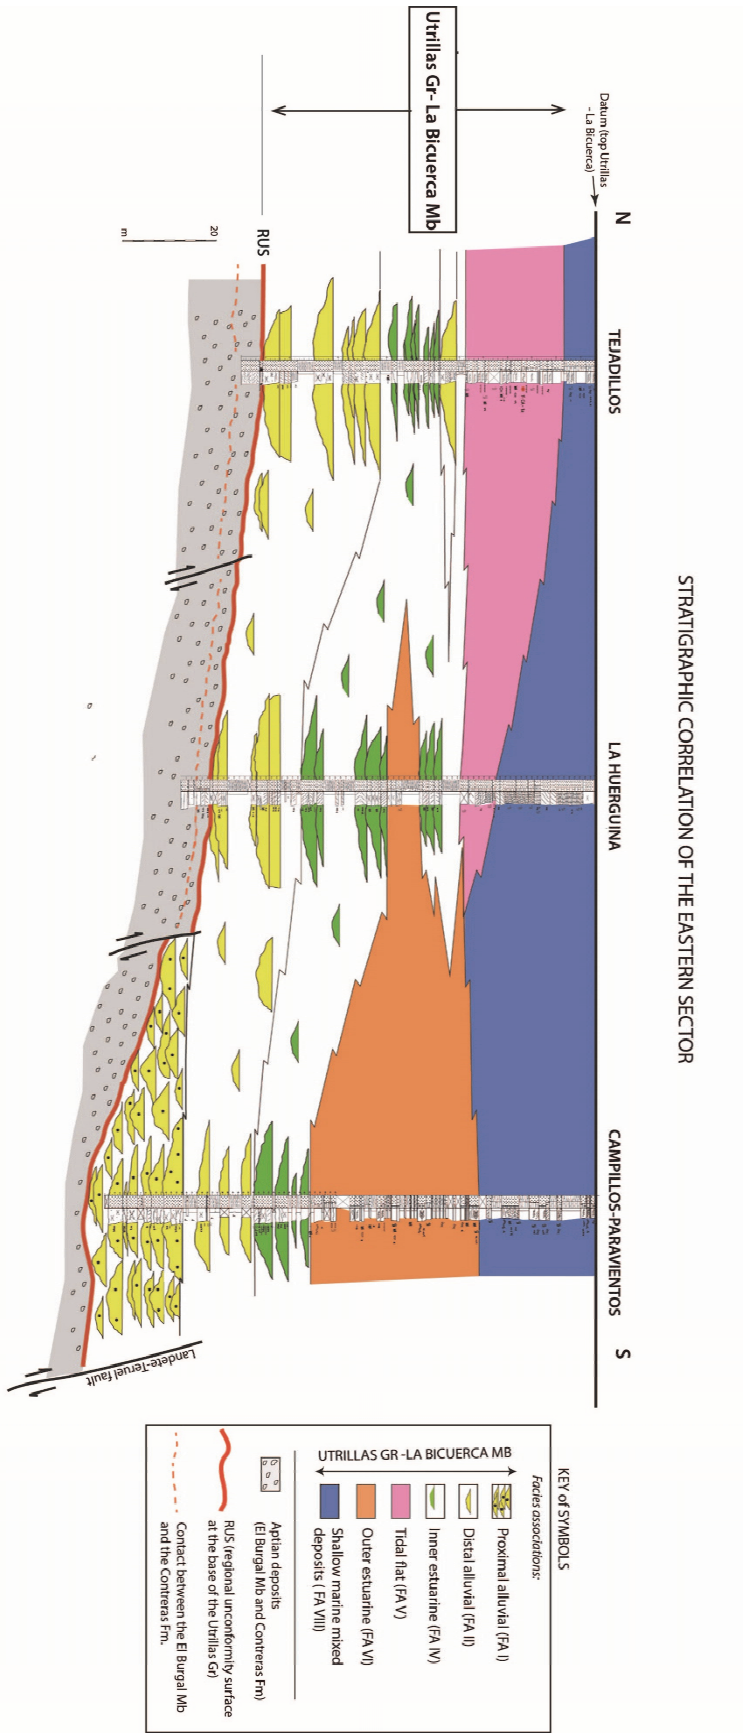 STRATIGRAPHIC CORRELATION OF THE EASTERN SECTOR
N
TEJADILLOS
LA HUERGUINA
CAMPILLOS-PARAVIENTOS
S
Datum (top Utrillas
- La Bicuerca)
Utrillas Gr- La Bicuerca Mb
RUS
20
m
Landete-Teruel fault
KEY of SYMBOLS
Facies associations:
UTRILLAS GR -LA BICUERCA MB
Proximal alluvial (FA I)
Distal alluvial (FA II)
Inner estuarine (FA IV)
Tidal flat (FA V)
Outer estuarine (FA VI)
Shallow marine mixed
deposits ( FA VIII)
Aptian deposits
(El Burgal Mb and Contreras Fm)
RUS (regional unconformity surface
at the base of the Utrillas Gr)
Contact between the El Burgal Mb
and the Contreras Fm.